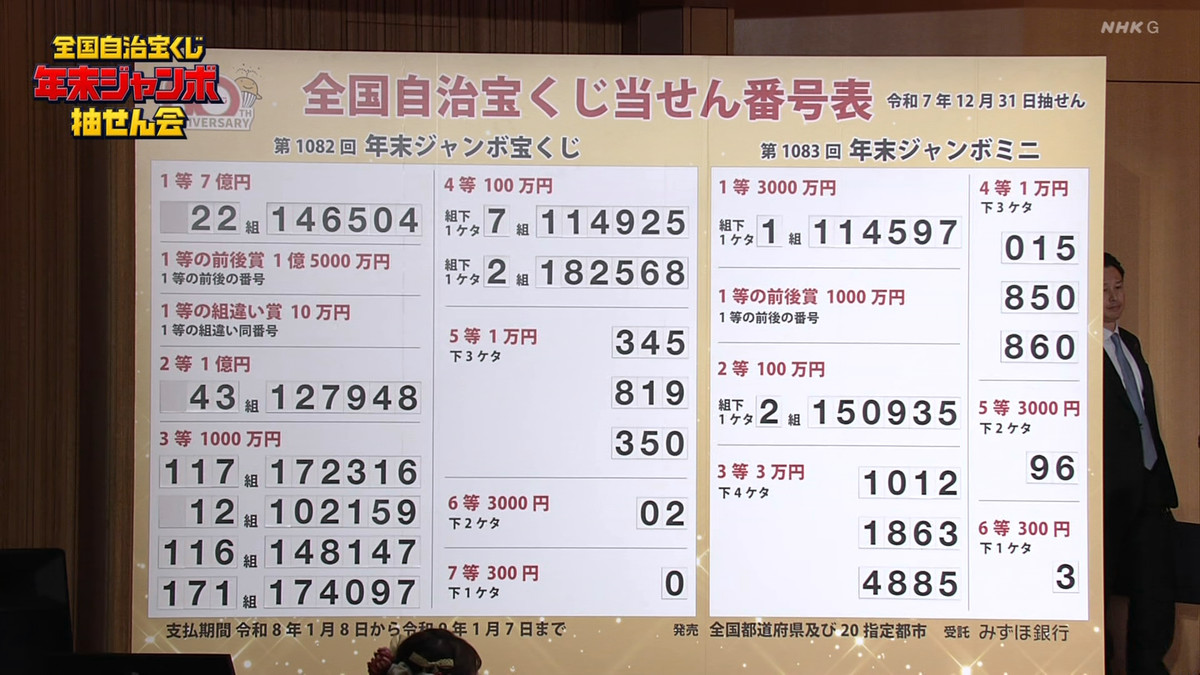 NHK G
全国自治宝くじ
年末ジャンボ
抽せん会
全国自治宝くじ当せん番号表
令和7年12月31日抽せん
第1082回 年末ジャンボ宝くじ
1等 7億円
22組 146504
1等の前後賞 1億5000万円
1等の前後の番号
1等の組違い賞 10万円
1等の組違い同番号
2等 1億円
43組 127948
3等 1000万円
117組 172316
12組 102159
116組 148147
171組 174097
4等 100万円
組下1ケタ 7組 114925
組下1ケタ 2組 182568
5等 1万円
下3ケタ
345
819
350
6等 3000円
下2ケタ
02
7等 300円
下1ケタ
0
第1083回 年末ジャンボミニ
1等 3000万円
組下1ケタ 1組 114597
1等の前後賞 1000万円
1等の前後の番号
2等 100万円
組下1ケタ 2組 150935
3等 3万円
下4ケタ
1012
1863
4885
4等 1万円
下3ケタ
015
850
860
5等 3000円
下2ケタ
96
6等 300円
下1ケタ
3
支払期間 令和8年1月8日から令和9年1月7日まで
発売 全国都道府県及び20指定都市 受託 みずほ銀行